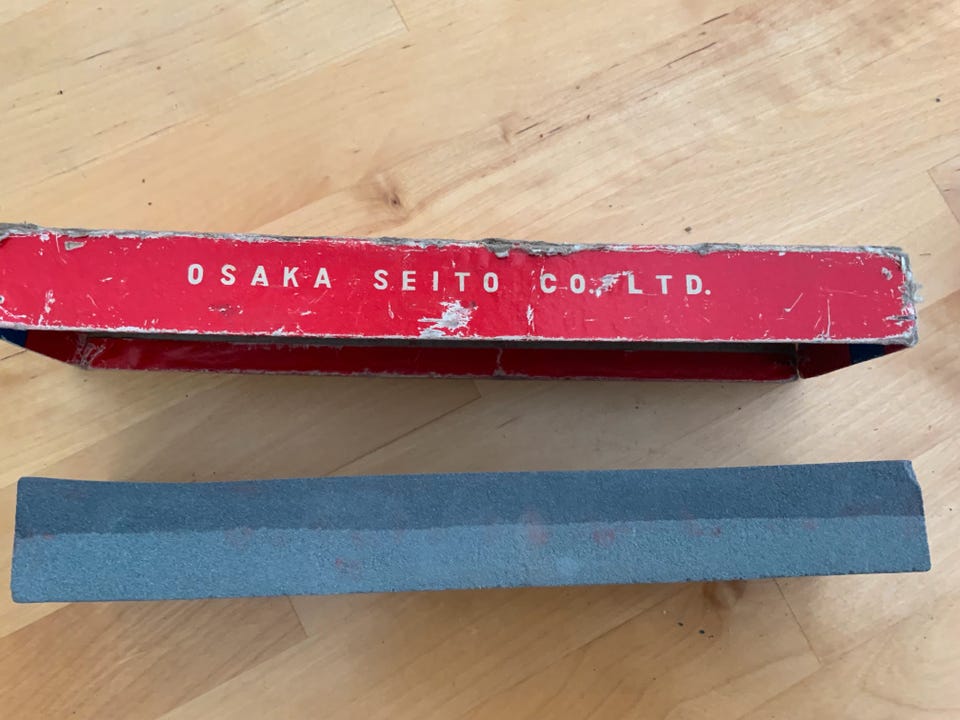 OSAKA SEITO CO. LTD.